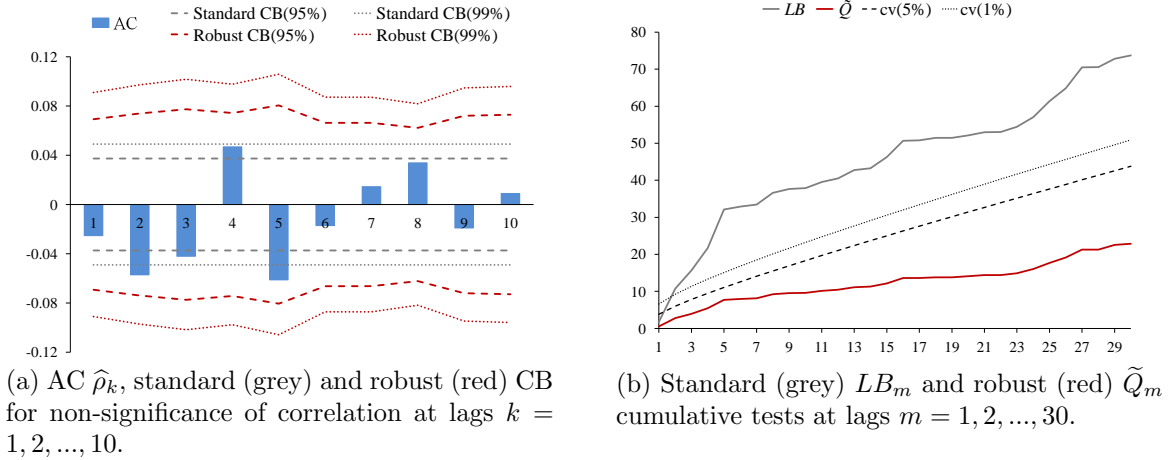 AC
Standard CB(95%)
Standard CB(99%)
Robust CB(95%)
Robust CB(99%)
0.12
0.08
0.04
0
-0.04
-0.08
-0.12
1 2 3 4 5 6 7 8 9 10
(a) AC ρ̂ₖ, standard (grey) and robust (red) CB
for non-significance of correlation at lags k =
1, 2, ..., 10.
LB Q̃ cv(5%) cv(1%)
80
70
60
50
40
30
20
10
0
1 3 5 7 9 11 13 15 17 19 21 23 25 27 29
(b) Standard (grey) LBₘ and robust (red) Q̃ₘ
cumulative tests at lags m = 1, 2, ..., 30.